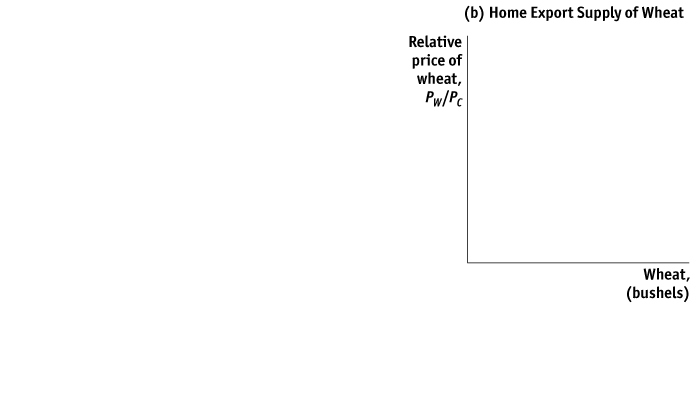 (b) Home Export Supply of Wheat
Relative
price of
wheat,
PW/PC
Wheat,
(bushels)